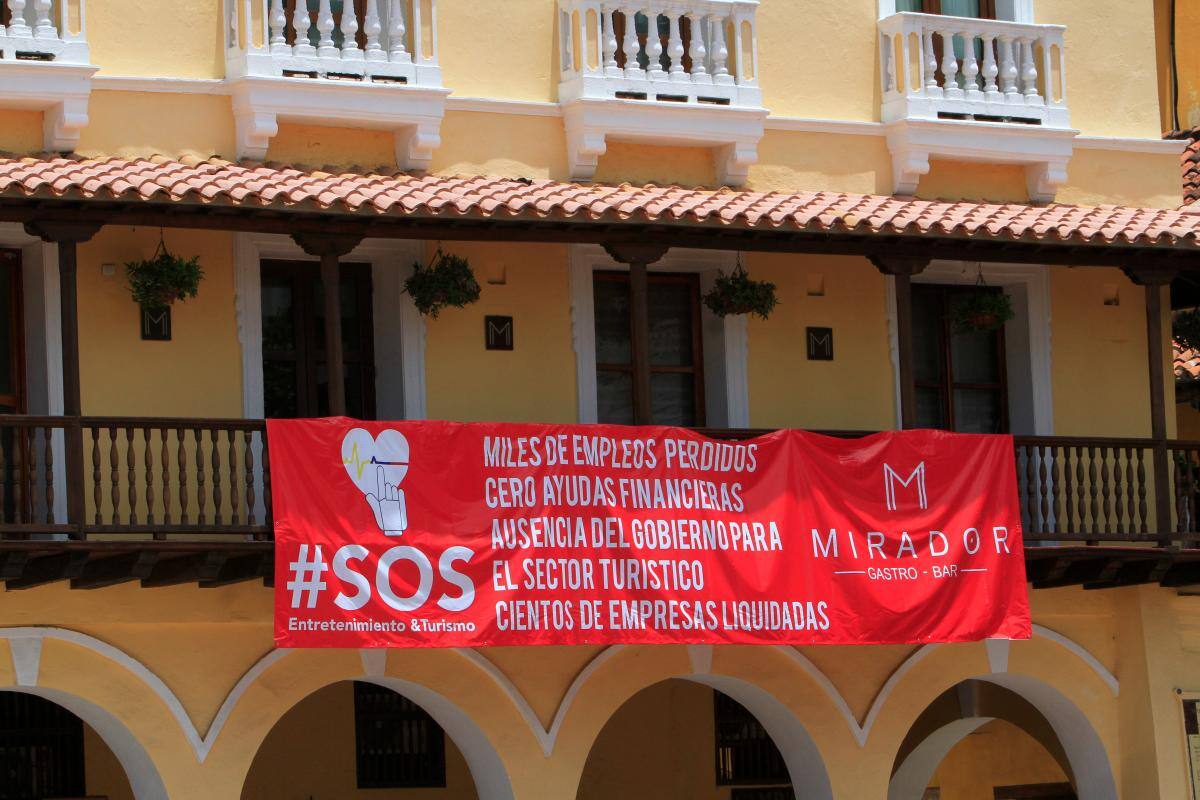 M
M
M
#SOS
Entretenimiento &Turismo
MILES DE EMPLEOS PERDIDOS
CERO AYUDAS FINANCIERAS
AUSENCIA DEL GOBIERNO PARA
EL SECTOR TURISTICO
CIENTOS DE EMPRESAS LIQUIDADAS
M
MIRADOR
GASTRO - BAR